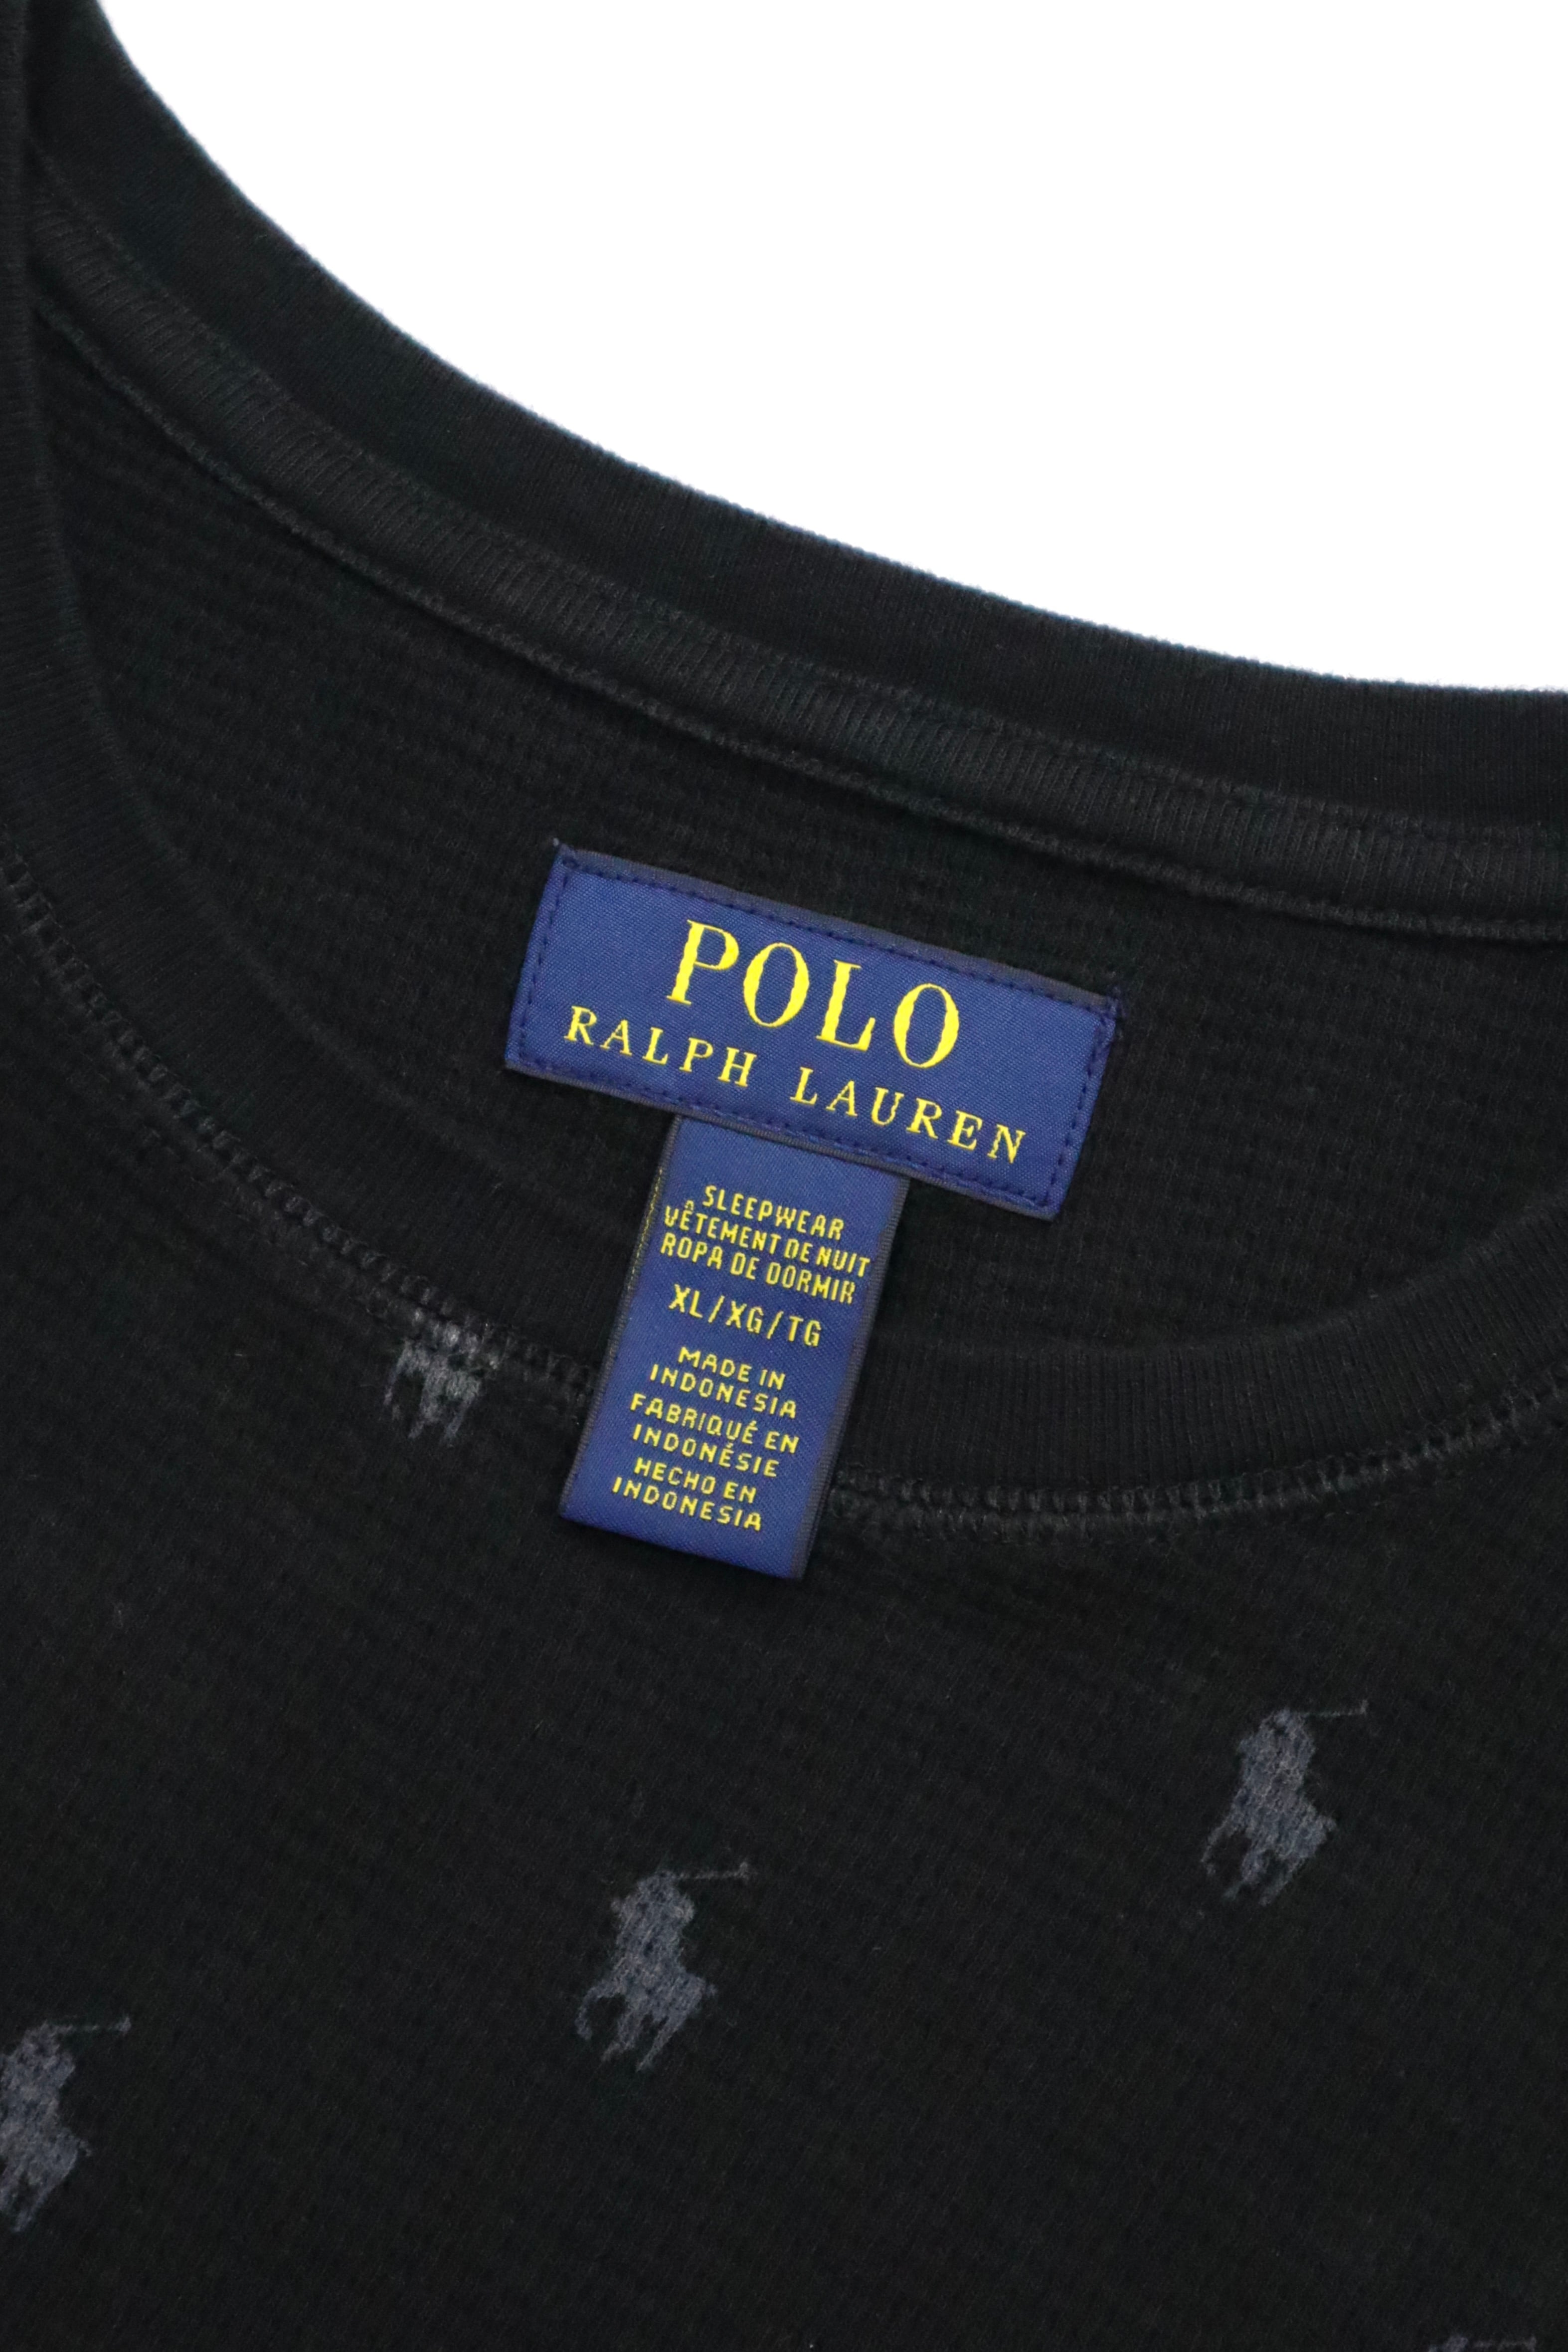 POLO
RALPH LAUREN
SLEEPWEAR
VÊTEMENT DE NUIT
ROPA DE DORMIR
XL/XG/TG
MADE IN
INDONESIA
FABRIQUÉ EN
INDONÉSIE
HECHO EN
INDONESIA